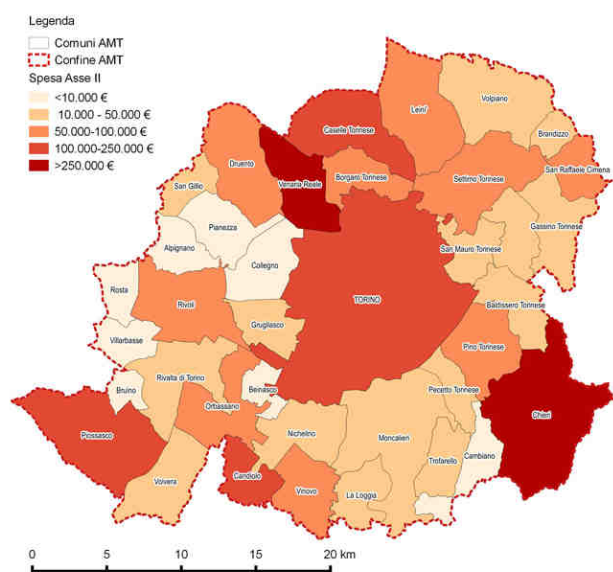 Legenda
Comuni AMT
Confine AMT
Spesa Asse II
<10.000 €
10.000 - 50.000 €
50.000-100.000 €
100.000-250.000 €
>250.000 €
Leinì
Volpiano
Caselle Torinese
Brandizzo
Druento
San Raffaele Cimena
Venaria Reale
Borgaro Torinese
Settimo Torinese
San Gillio
Pianezza
Gassino Torinese
Alpignano
San Mauro Torinese
Collegno
Rosta
TORINO
Rivoli
Baldissero Torinese
Grugliasco
Villarbasse
Pino Torinese
Rivalta di Torino
Bruino
Beinasco
Pecetto Torinese
Orbassano
Chieri
Piossasco
Nichelino
Moncalieri
Trofarello
Cambiano
Candiolo
Volvera
Vinovo
La Loggia
0 5 10 15 20 km